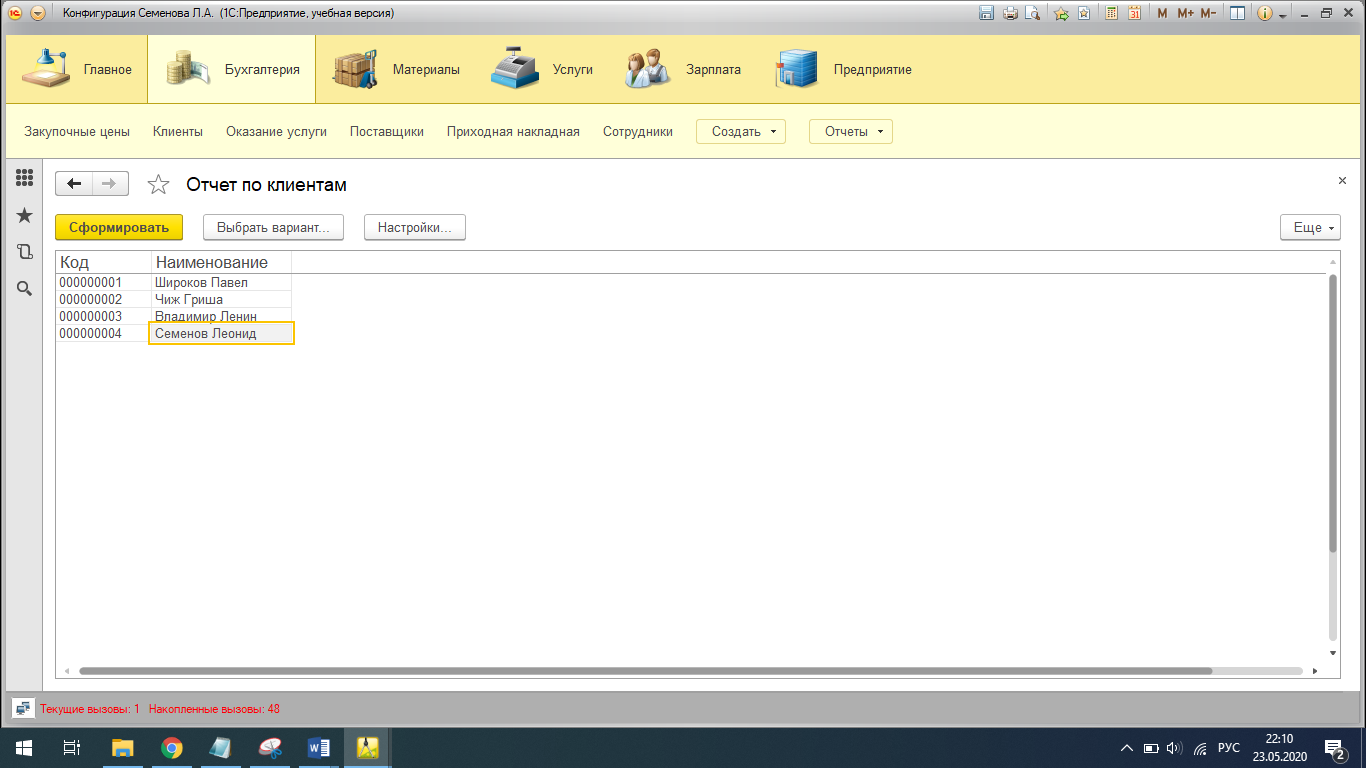 Конфигурация Семенова Л.А. (1С:Предприятие, учебная версия)
M M+ M-
Главное Бухгалтерия Материалы Услуги Зарплата Предприятие
Закупочные цены Клиенты Оказание услуги Поставщики Приходная накладная Сотрудники Создать Отчеты
Отчет по клиентам
Сформировать Выбрать вариант... Настройки... Еще
Код Наименование
000000001 Широков Павел
000000002 Чиж Гриша
000000003 Владимир Ленин
000000004 Семенов Леонид
Текущие вызовы: 1 Накопленные вызовы: 48
РУС
22:10
23.05.2020
2